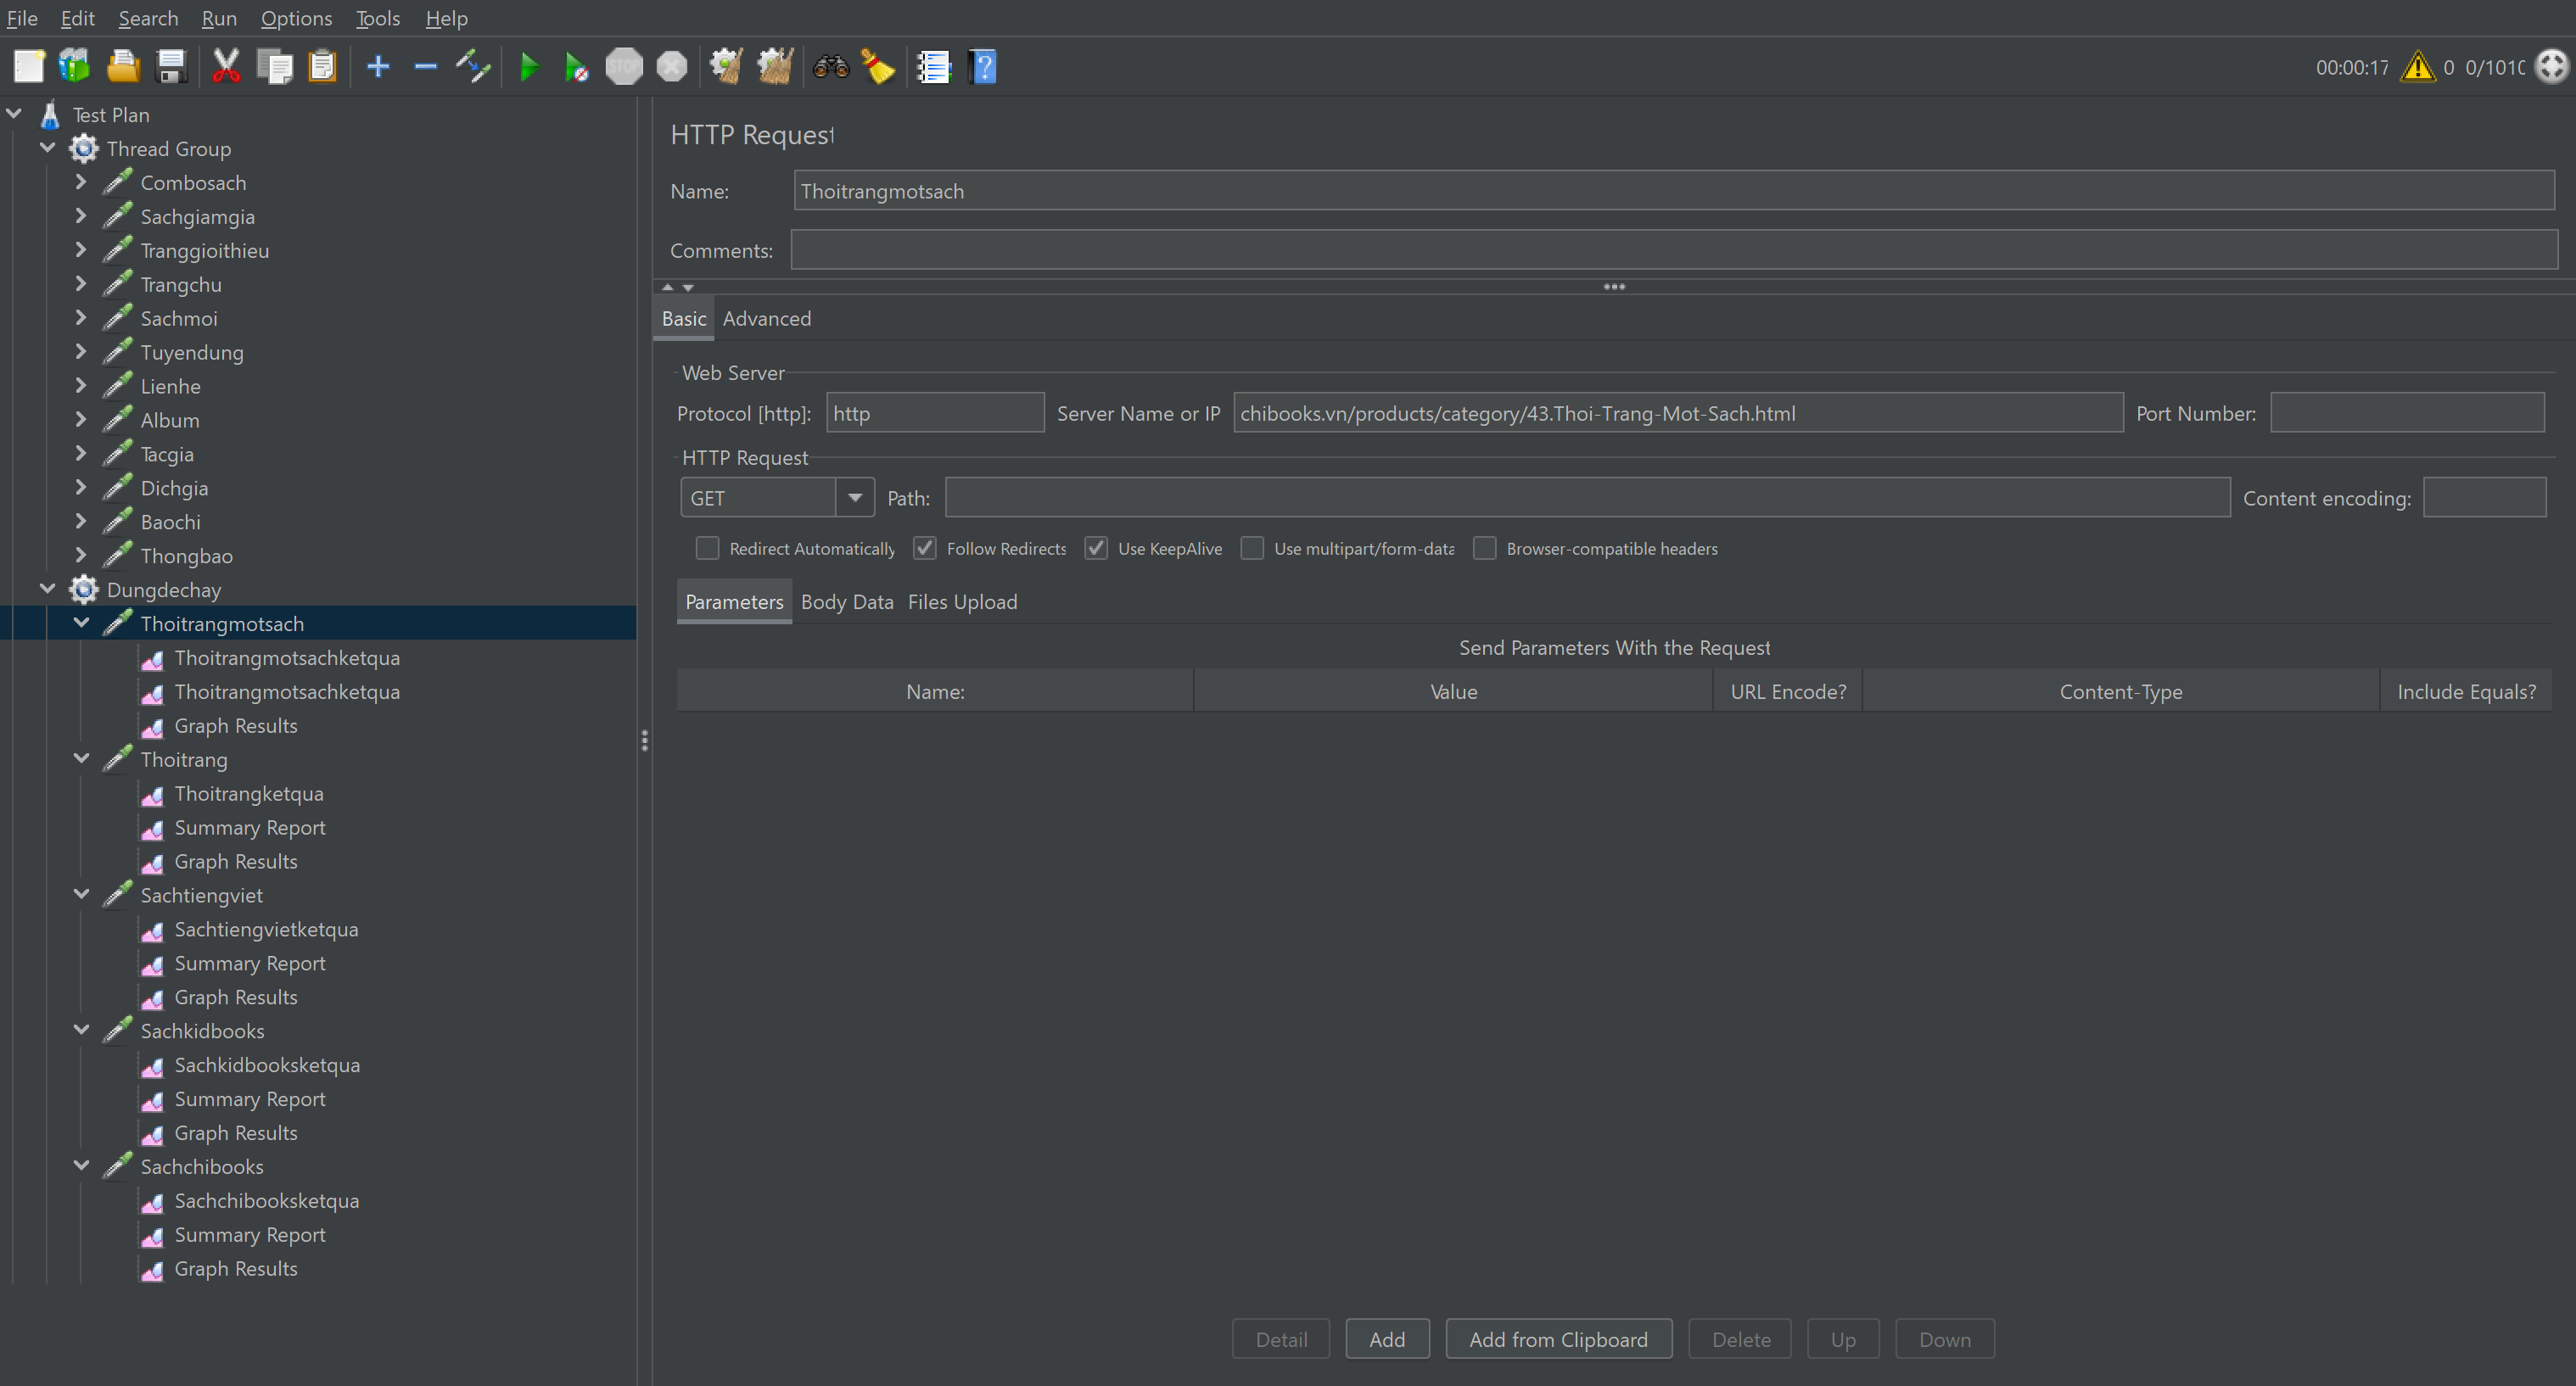 File Edit Search Run Options Tools Help
STOP
00:00:17 0 0/1010
Test Plan
Thread Group
Combosach
Sachgiamgia
Tranggioithieu
Trangchu
Sachmoi
Tuyendung
Lienhe
Album
Tacgia
Dichgia
Baochi
Thongbao
Dungdechay
Thoitrangmotsach
Thoitrangmotsachketqua
Thoitrangmotsachketqua
Graph Results
Thoitrang
Thoitrangketqua
Summary Report
Graph Results
Sachtiengviet
Sachtiengvietketqua
Summary Report
Graph Results
Sachkidbooks
Sachkidbooksketqua
Summary Report
Graph Results
Sachchibooks
Sachchibooksketqua
Summary Report
Graph Results
HTTP Request
Name: Thoitrangmotsach
Comments:
Basic Advanced
Web Server
Protocol [http]: http Server Name or IP chibooks.vn/products/category/43.Thoi-Trang-Mot-Sach.html Port Number:
HTTP Request
GET Path: Content encoding:
Redirect Automatically Follow Redirects Use KeepAlive Use multipart/form-data Browser-compatible headers
Parameters Body Data Files Upload
Send Parameters With the Request
Name: Value URL Encode? Content-Type Include Equals?
Detail Add Add from Clipboard Delete Up Down